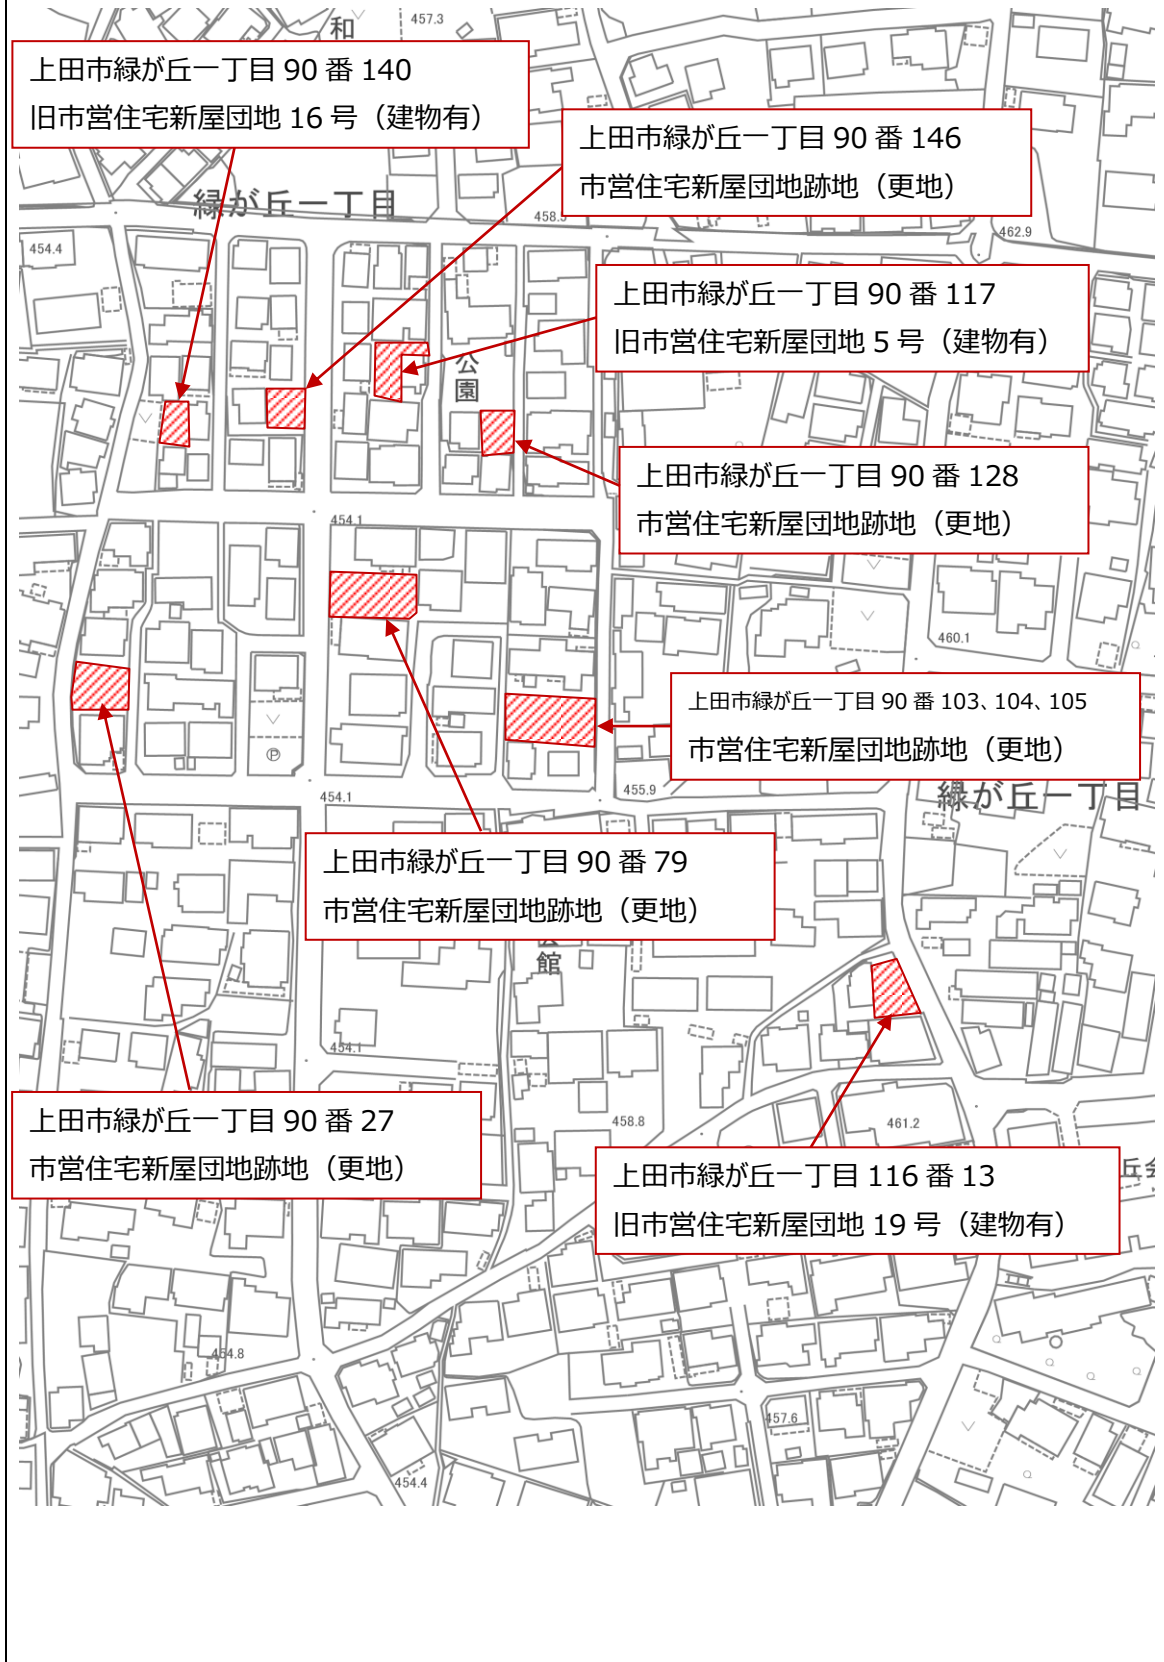 和
457.3
上田市緑が丘一丁目 90 番 140
旧市営住宅新屋団地 16 号（建物有）
上田市緑が丘一丁目 90 番 146
市営住宅新屋団地跡地（更地）
緑が丘一丁目
462.9
454.4
上田市緑が丘一丁目 90 番 117
旧市営住宅新屋団地 5 号（建物有）
公園
上田市緑が丘一丁目 90 番 128
市営住宅新屋団地跡地（更地）
454.1
460.1
上田市緑が丘一丁目 90 番 103、104、105
市営住宅新屋団地跡地（更地）
P
454.1
455.9
緑が丘一丁目
上田市緑が丘一丁目 90 番 79
市営住宅新屋団地跡地（更地）
館
454.1
上田市緑が丘一丁目 90 番 27
市営住宅新屋団地跡地（更地）
458.8
461.2
上田市緑が丘一丁目 116 番 13
旧市営住宅新屋団地 19 号（建物有）
454.8
457.6
454.4